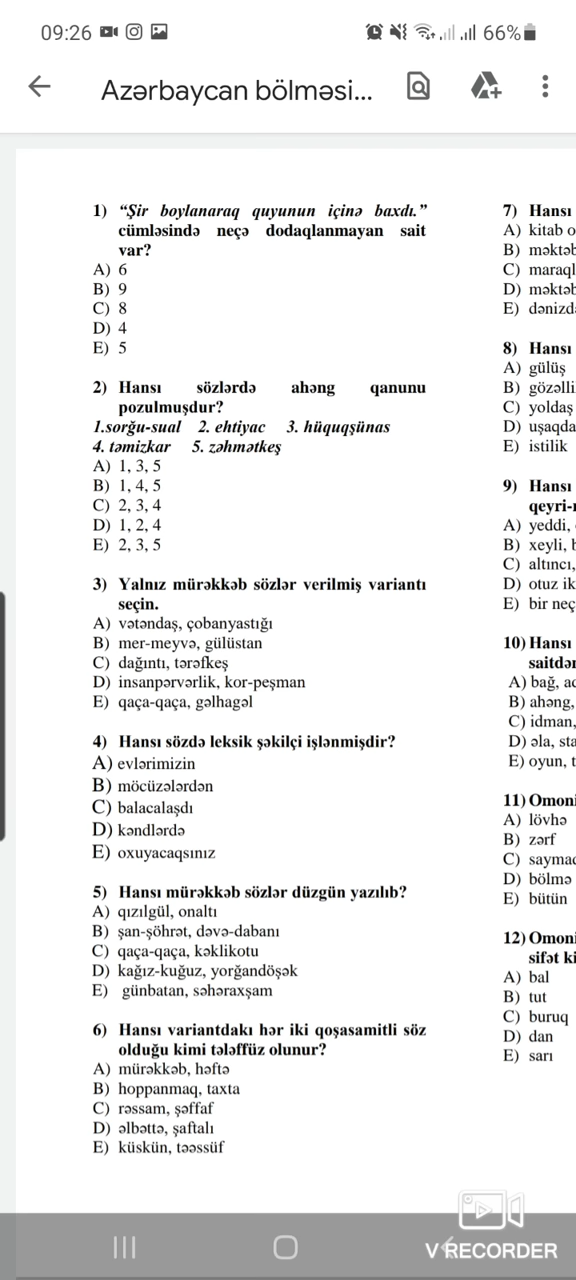 09:26
66%
Azərbaycan bölməsi...
1) “Şir boylanaraq quyunun içinə baxdı.”
cümləsində neçə dodaqlanmayan sait
var?
A) 6
B) 9
C) 8
D) 4
E) 5
2) Hansı sözlərdə ahəng qanunu
pozulmuşdur?
1.sorğu-sual 2. ehtiyac 3. hüquqşünas
4. təmizkar 5. zəhmətkeş
A) 1, 3, 5
B) 1, 4, 5
C) 2, 3, 4
D) 1, 2, 4
E) 2, 3, 5
3) Yalnız mürəkkəb sözlər verilmiş variantı
seçin.
A) vətəndaş, çobanyastığı
B) mer-meyvə, gülüstan
C) dağıntı, tərəfkeş
D) insanpərvərlik, kor-peşman
E) qaça-qaça, gəlhagəl
4) Hansı sözdə leksik şəkilçi işlənmişdir?
A) evlərimizin
B) möcüzələrdən
C) balacalaşdı
D) kəndlərdə
E) oxuyacaqsınız
5) Hansı mürəkkəb sözlər düzgün yazılıb?
A) qızılgül, onaltı
B) şan-şöhrət, dəvə-dabanı
C) qaça-qaça, kəklikotu
D) kağız-kuğuz, yorğandöşək
E) günbatan, səhəraxşam
6) Hansı variantdakı hər iki qoşasamitli söz
olduğu kimi tələffüz olunur?
A) mürəkkəb, həftə
B) hoppanmaq, taxta
C) rəssam, şəffaf
D) əlbəttə, şaftalı
E) küskün, təəssüf
7) Hansı
A) kitab o
B) məktəb
C) maraql
D) məktəb
E) dənizd
8) Hansı
A) gülüş
B) gözəlli
C) yoldaş
D) uşaqda
E) istilik
9) Hansı
qeyri-
A) yeddi,
B) xeyli,
C) altıncı,
D) otuz ik
E) bir neç
10) Hansı
saitdə
A) bağ,
B) ahəng,
C) idman,
D) əla, sta
E) oyun, t
11) Omoni
A) lövhə
B) zərf
C) saymaq
D) bölmə
E) bütün
12) Omoni
sifət ki
A) bal
B) tut
C) buruq
D) dan
E) sarı
V RECORDER